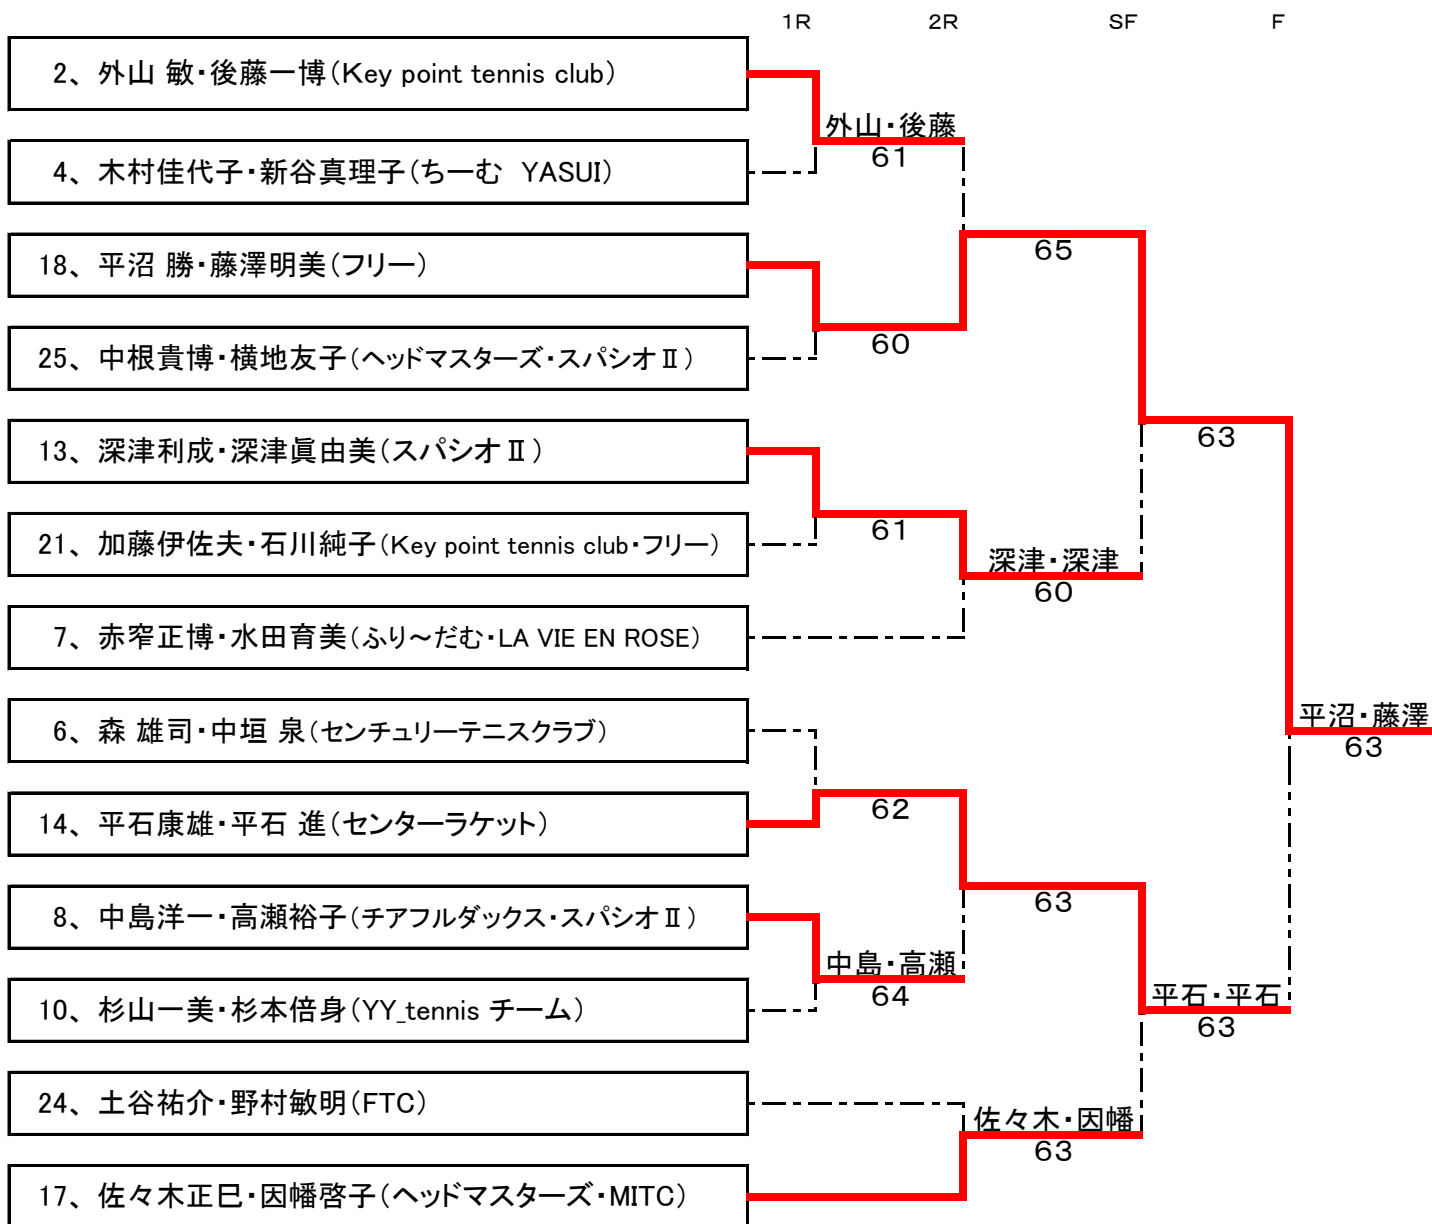 1R 2R SF F
2、 外山 敏・後藤一博(Key point tennis club)
外山・後藤
61
4、 木村佳代子・新谷真理子(ちーむ YASUI)
65
18、 平沼 勝・藤澤明美(フリー)
60
25、 中根貴博・横地友子(ヘッドマスターズ・スパシオⅡ)
63
13、 深津利成・深津眞由美(スパシオⅡ)
61
21、 加藤伊佐夫・石川純子(Key point tennis club・フリー)
深津・深津
60
7、 赤窄正博・水田育美(ふり～だむ・LA VIE EN ROSE)
6、 森 雄司・中垣 泉(センチュリーテニスクラブ)
平沼・藤澤
63
14、 平石康雄・平石 進(センターラケット)
62
8、 中島洋一・高瀬裕子(チアフルダックス・スパシオⅡ)
63
中島・高瀬
64
10、 杉山一美・杉本倍身(YY_tennis チーム)
平石・平石
63
24、 土谷祐介・野村敏明(FTC)
佐々木・因幡
63
17、 佐々木正巳・因幡啓子(ヘッドマスターズ・MITC)